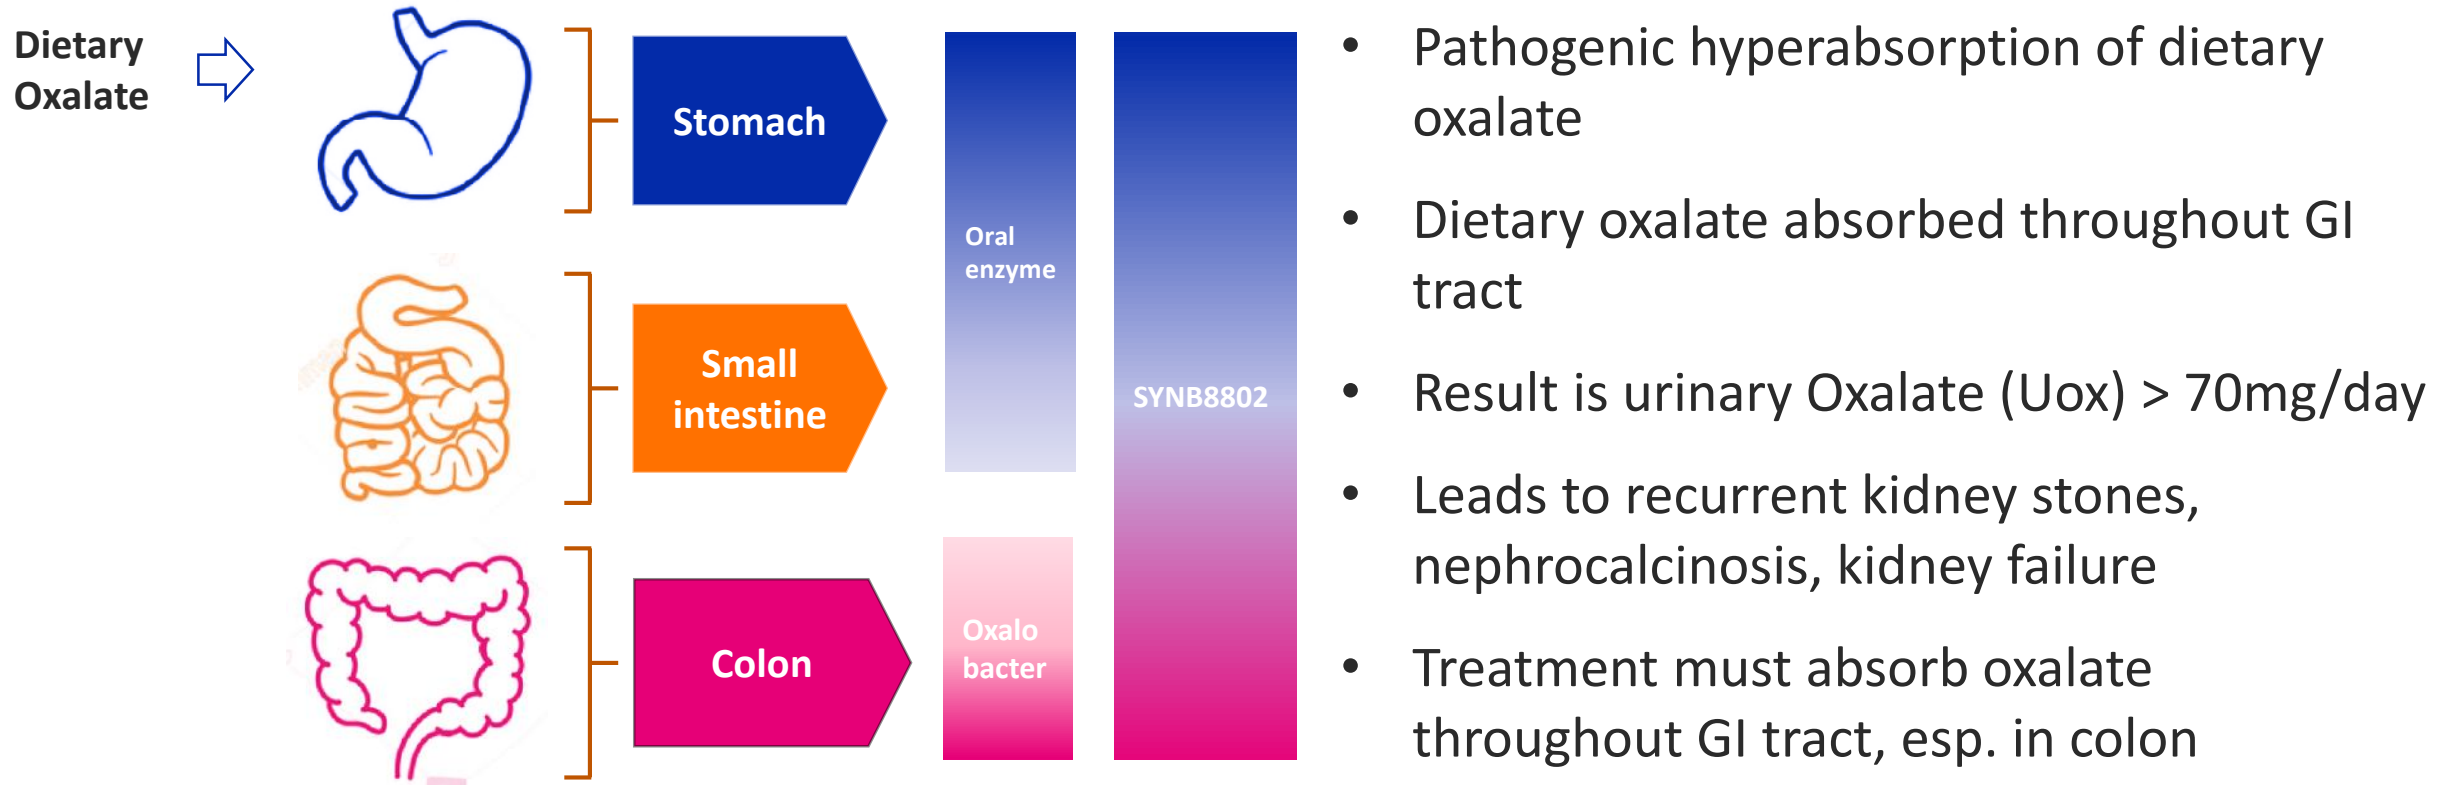 Dietary
Oxalate
Stomach
Small
intestine
Colon
Oral
enzyme
Oxalo
bacter
SYNB8802
• Pathogenic hyperabsorption of dietary
oxalate
• Dietary oxalate absorbed throughout GI
tract
• Result is urinary Oxalate (Uox) > 70mg/day
• Leads to recurrent kidney stones,
nephrocalcinosis, kidney failure
• Treatment must absorb oxalate
throughout GI tract, esp. in colon